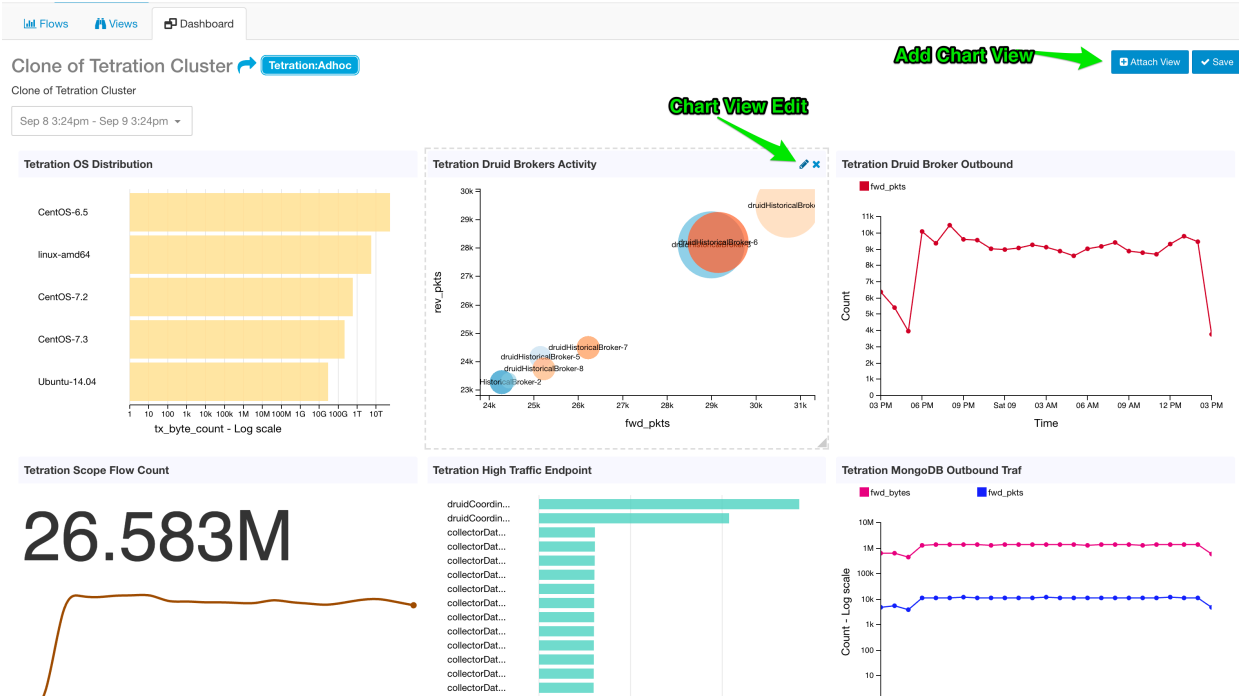 Flows
Views
Dashboard
Clone of Tetration Cluster
Tetration:Adhoc
Add Chart View
Attach View
Save
Clone of Tetration Cluster
Chart View Edit
Sep 8 3:24pm - Sep 9 3:24pm
Tetration OS Distribution
CentOS-6.5
linux-amd64
CentOS-7.2
CentOS-7.3
Ubuntu-14.04
1 10 100 1k 10k 100k 1M 10M 100M 1G 10G 100G 1T 10T
tx_byte_count - Log scale
Tetration Druid Brokers Activity
30k
29k
28k
27k
26k
25k
24k
23k
rev_pkts
druidHistoricalBrok
druidHistoricalBroker-6
druidHistoricalBroker-7
druidHistoricalBroker-5
druidHistoricalBroker-8
HistoricalBroker-2
24k 25k 26k 27k 28k 29k 30k 31k
fwd_pkts
Tetration Druid Broker Outbound
fwd_pkts
11k
10k
9k
8k
7k
6k
5k
4k
3k
2k
1k
0
Count
03 PM 06 PM 09 PM Sat 09 03 AM 06 AM 09 AM 12 PM 03 PM
Time
Tetration Scope Flow Count
26.583M
Tetration High Traffic Endpoint
druidCoordin...
druidCoordin...
collectorDat...
collectorDat...
collectorDat...
collectorDat...
collectorDat...
collectorDat...
collectorDat...
collectorDat...
collectorDat...
collectorDat...
collectorDat...
collectorDat...
Tetration MongoDB Outbound Traf
fwd_bytes
fwd_pkts
10M
1M
100k
10k
1k
100
10
Count - Log scale